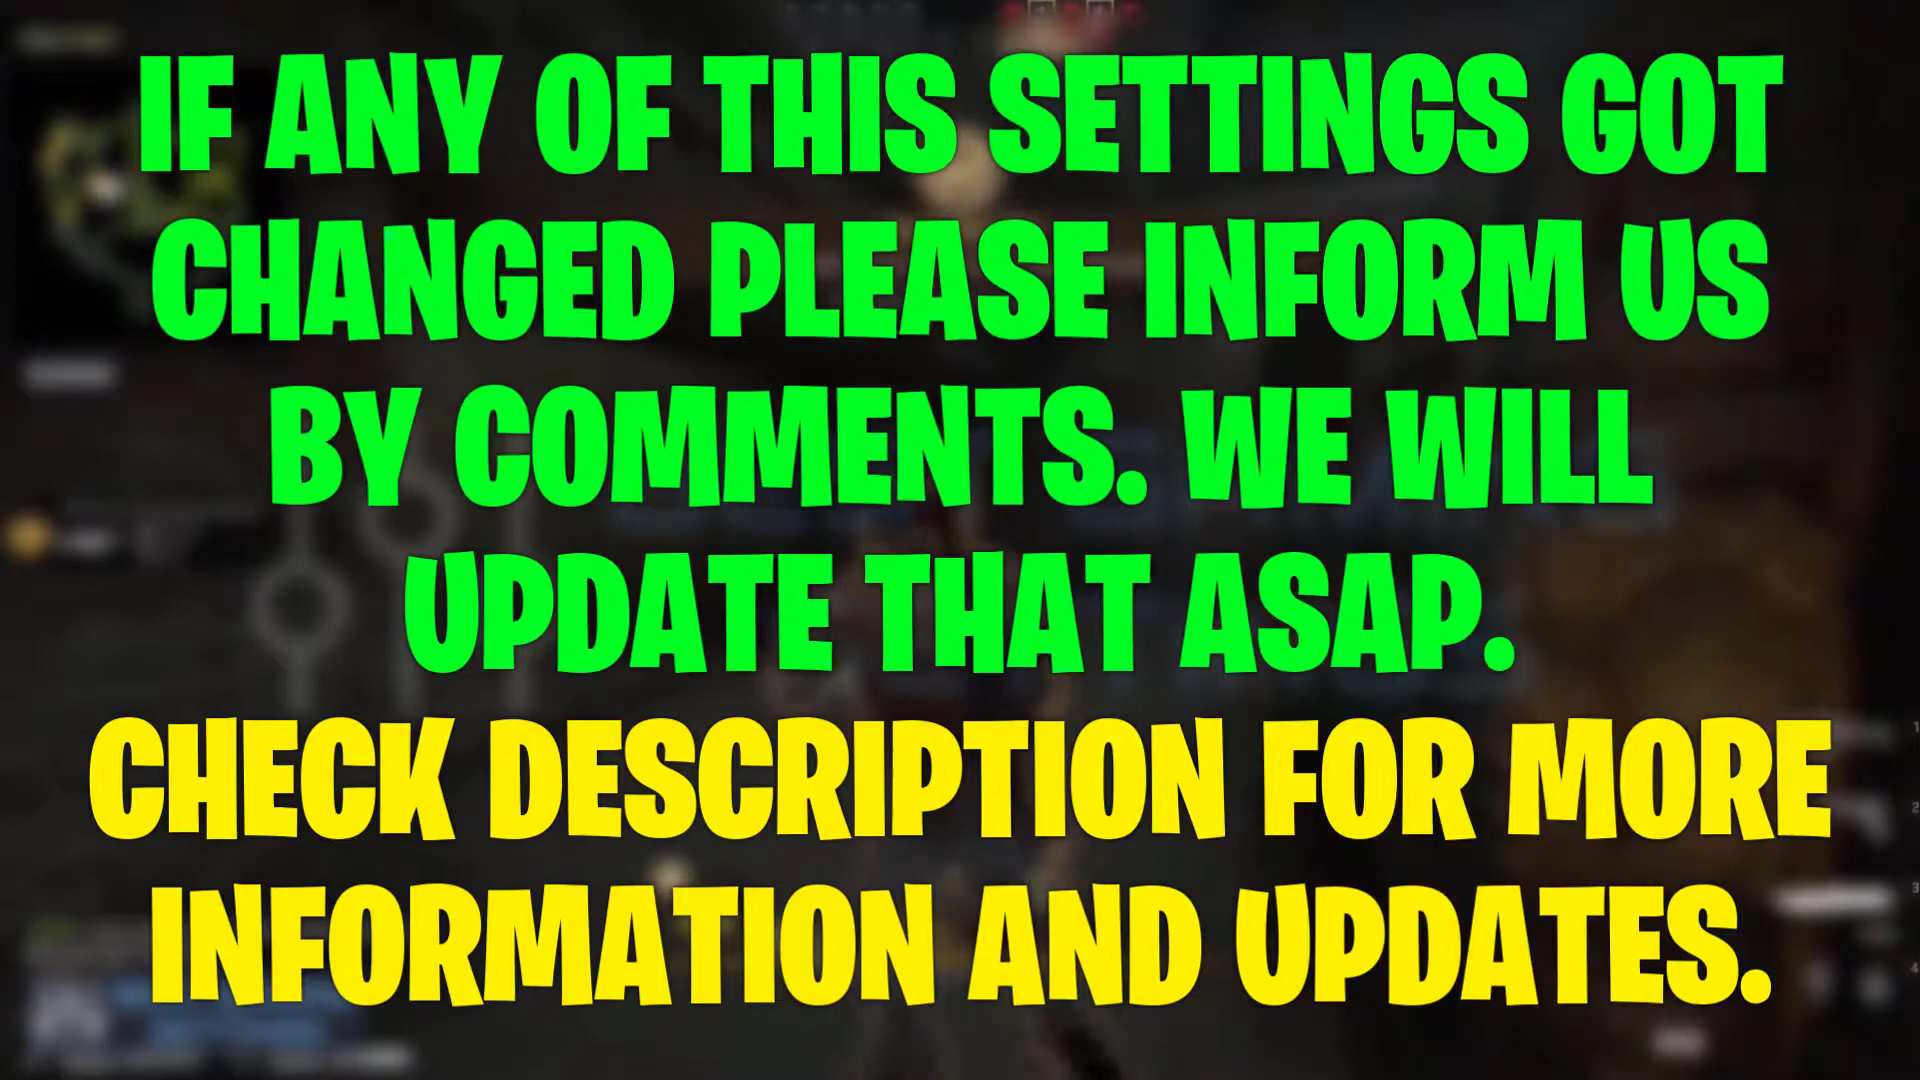 IF ANY OF THIS SETTINGS GOT
CHANGED PLEASE INFORM US
BY COMMENTS. WE WILL
UPDATE THAT ASAP.
CHECK DESCRIPTION FOR MORE
INFORMATION AND UPDATES.